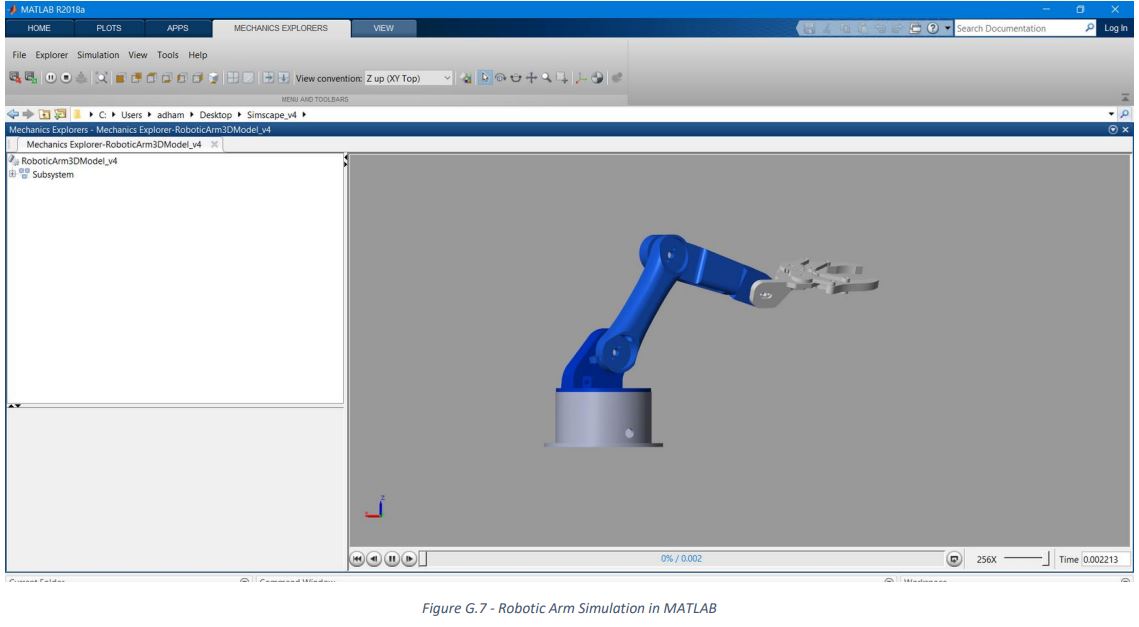 MATLAB R2018a
HOME PLOTS APPS MECHANICS EXPLORERS VIEW Search Documentation Log In
File Explorer Simulation View Tools Help
View convention: Z up (XY Top)
MENU AND TOOLBARS
C: Users adham Desktop Simscape_v4
Mechanics Explorers - Mechanics Explorer-RoboticArm3DModel_v4
Mechanics Explorer-RoboticArm3DModel_v4
RoboticArm3DModel_v4
Subsystem
z
x
0% / 0.002 256X Time 0.002213
Current Folder Command Window Workspace
Figure G.7 - Robotic Arm Simulation in MATLAB